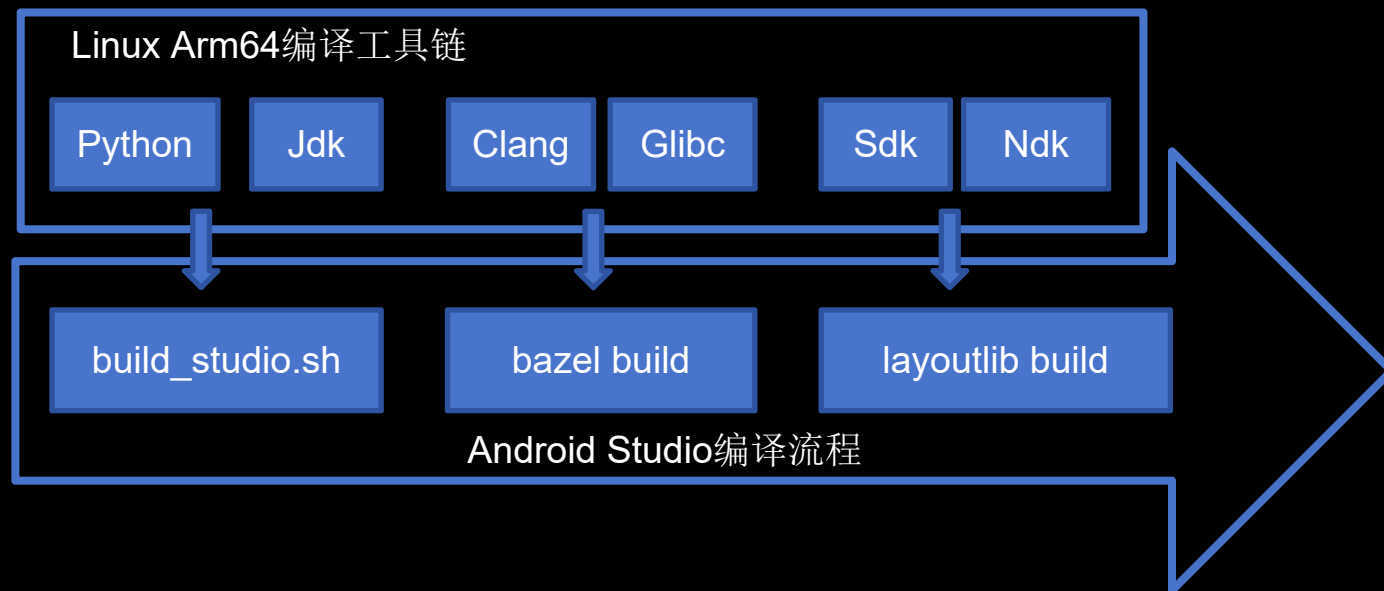 Linux Arm64编译工具链
Python
Jdk
Clang
Glibc
Sdk
Ndk
build_studio.sh
bazel build
layoutlib build
Android Studio编译流程